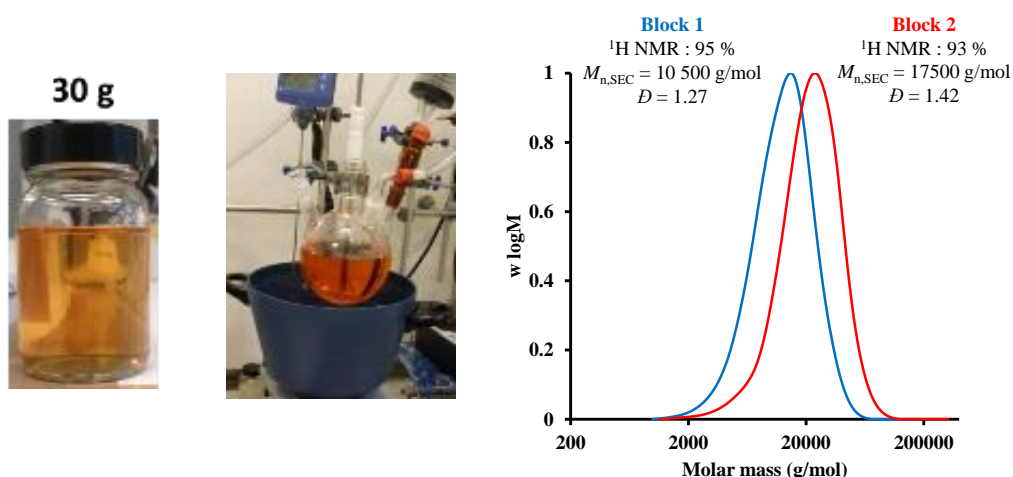 30 g
Block 1
¹H NMR : 95 %
Mn,SEC = 10 500 g/mol
Đ = 1.27
Block 2
¹H NMR : 93 %
Mn,SEC = 17500 g/mol
Đ = 1.42
w logM
1
0.8
0.6
0.4
0.2
0
200
2000
20000
200000
Molar mass (g/mol)